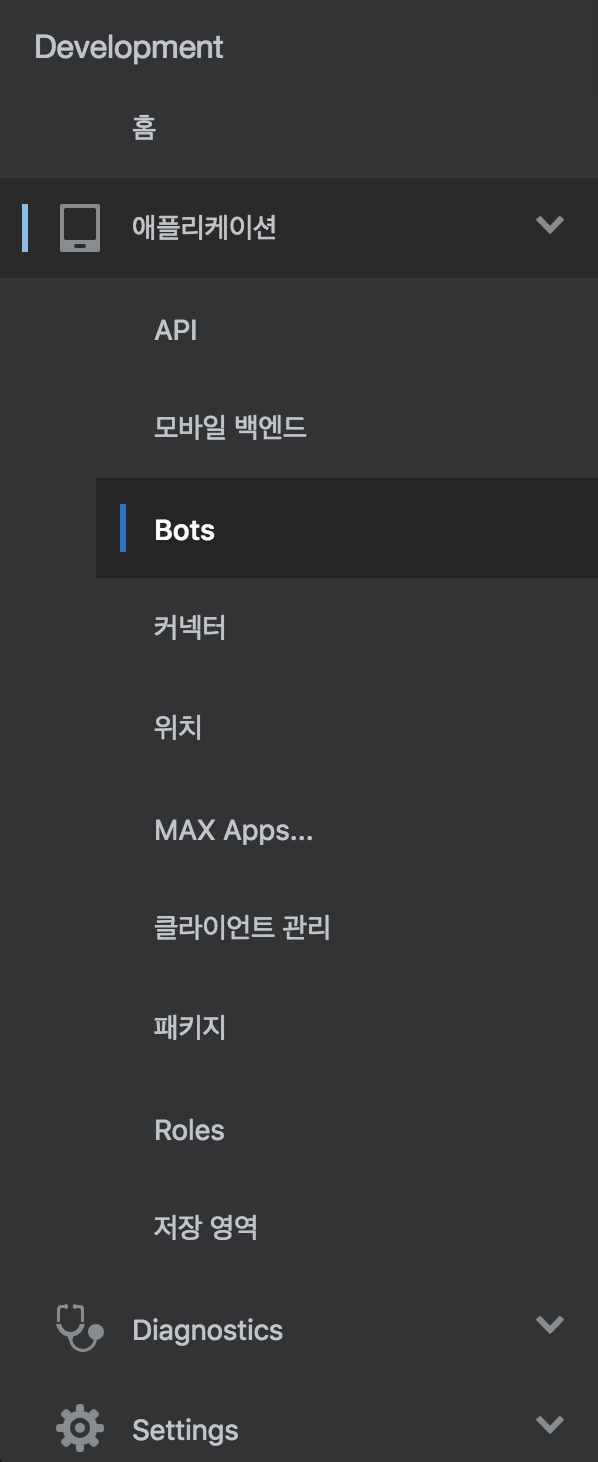 Development
홈
애플리케이션
API
모바일 백엔드
Bots
커넥터
위치
MAX Apps...
클라이언트 관리
패키지
Roles
저장 영역
Diagnostics
Settings